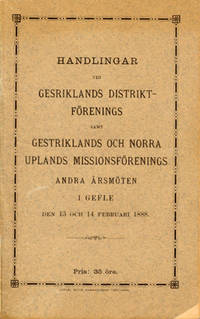 HANDLINGAR
VID
GESRIKLANDS DISTRIKT-
FÖRENINGS
SAMT
GESTRIKLANDS OCH NORRA
UPLANDS MISSIONSFÖRENINGS
ANDRA ÅRSMÖTEN
I GEFLE
DEN 13 OCH 14 FEBRUARI 1888.
Pris: 35 öre.